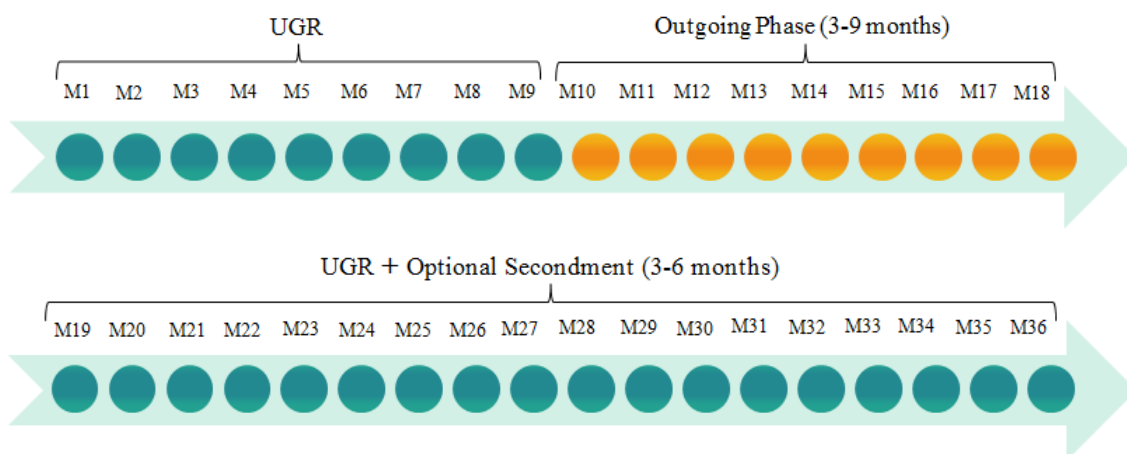 UGR
Outgoing Phase (3-9 months)
M1 M2 M3 M4 M5 M6 M7 M8 M9 M10 M11 M12 M13 M14 M15 M16 M17 M18
UGR + Optional Secondment (3-6 months)
M19 M20 M21 M22 M23 M24 M25 M26 M27 M28 M29 M30 M31 M32 M33 M34 M35 M36